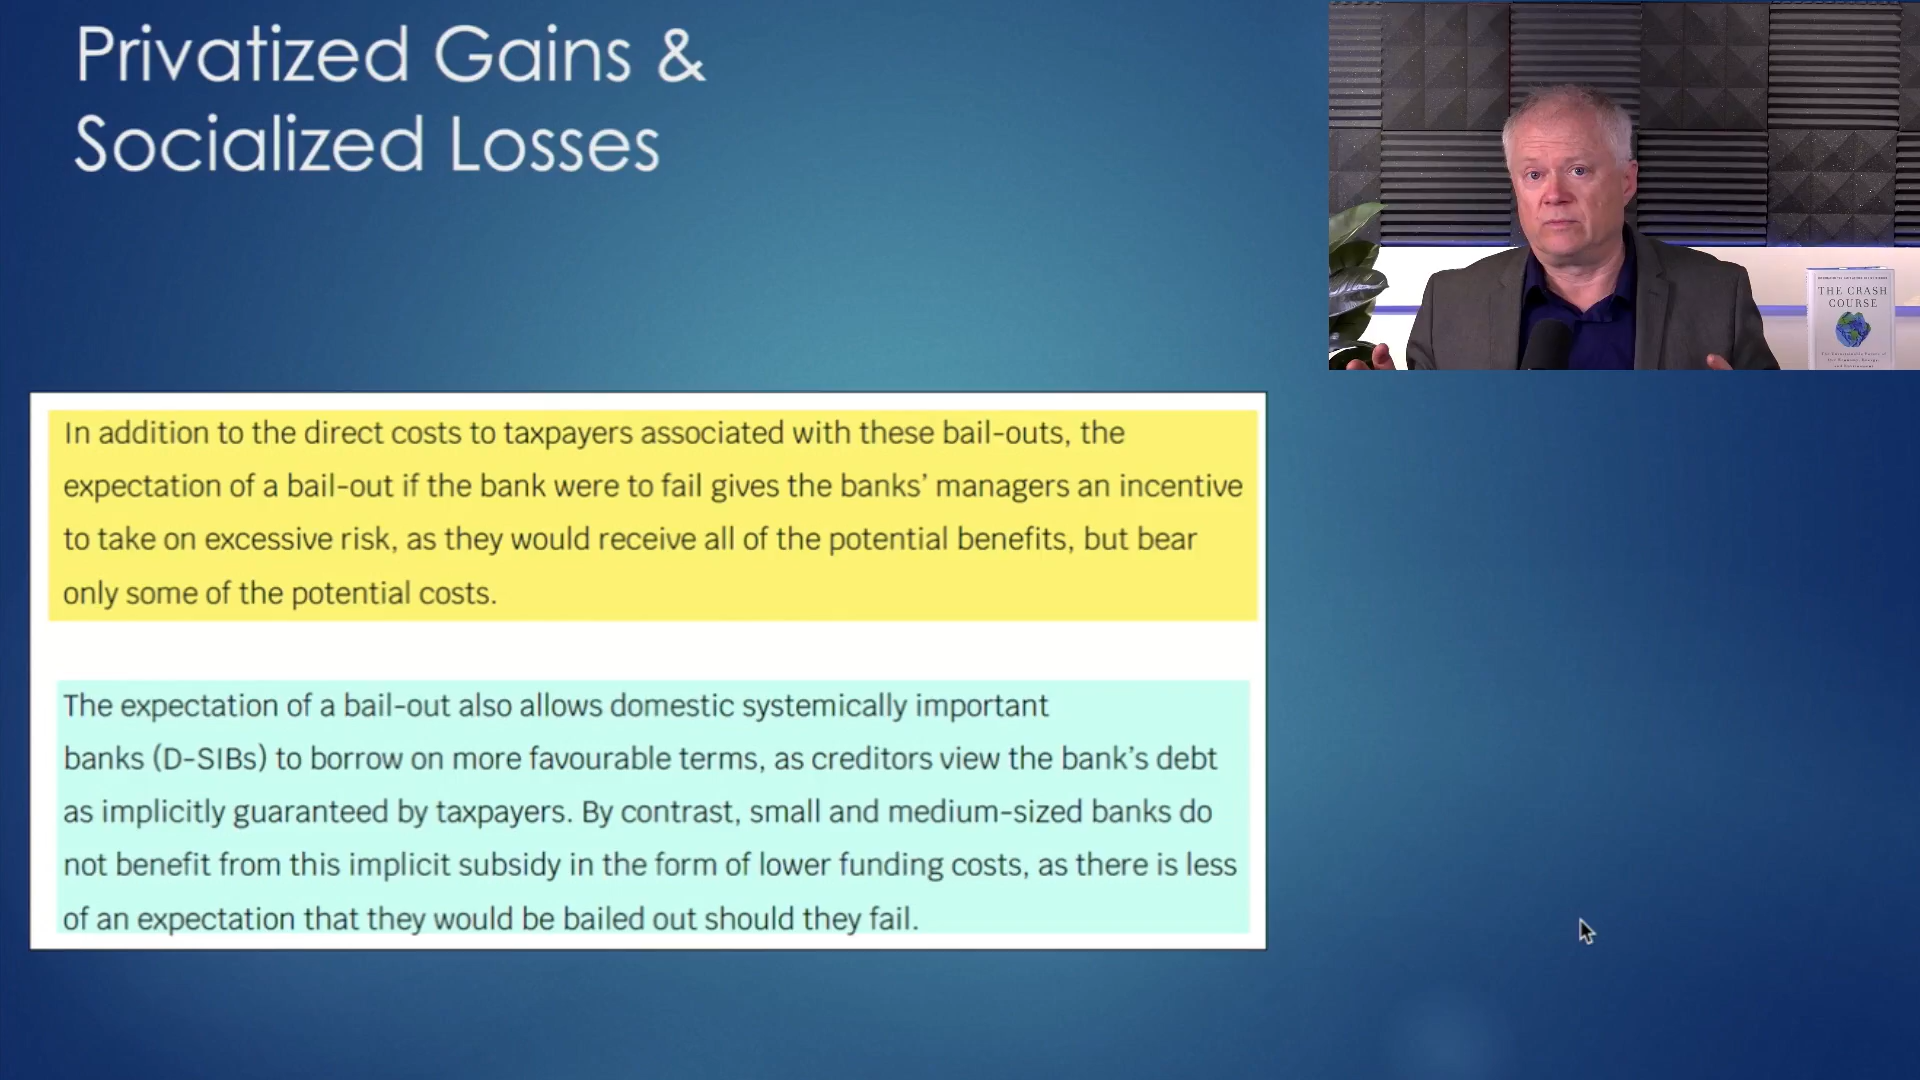 Privatized Gains &
Socialized Losses
THE CRASH
COURSE
In addition to the direct costs to taxpayers associated with these bail-outs, the
expectation of a bail-out if the bank were to fail gives the banks’ managers an incentive
to take on excessive risk, as they would receive all of the potential benefits, but bear
only some of the potential costs.
The expectation of a bail-out also allows domestic systemically important
banks (D-SIBs) to borrow on more favourable terms, as creditors view the bank’s debt
as implicitly guaranteed by taxpayers. By contrast, small and medium-sized banks do
not benefit from this implicit subsidy in the form of lower funding costs, as there is less
of an expectation that they would be bailed out should they fail.